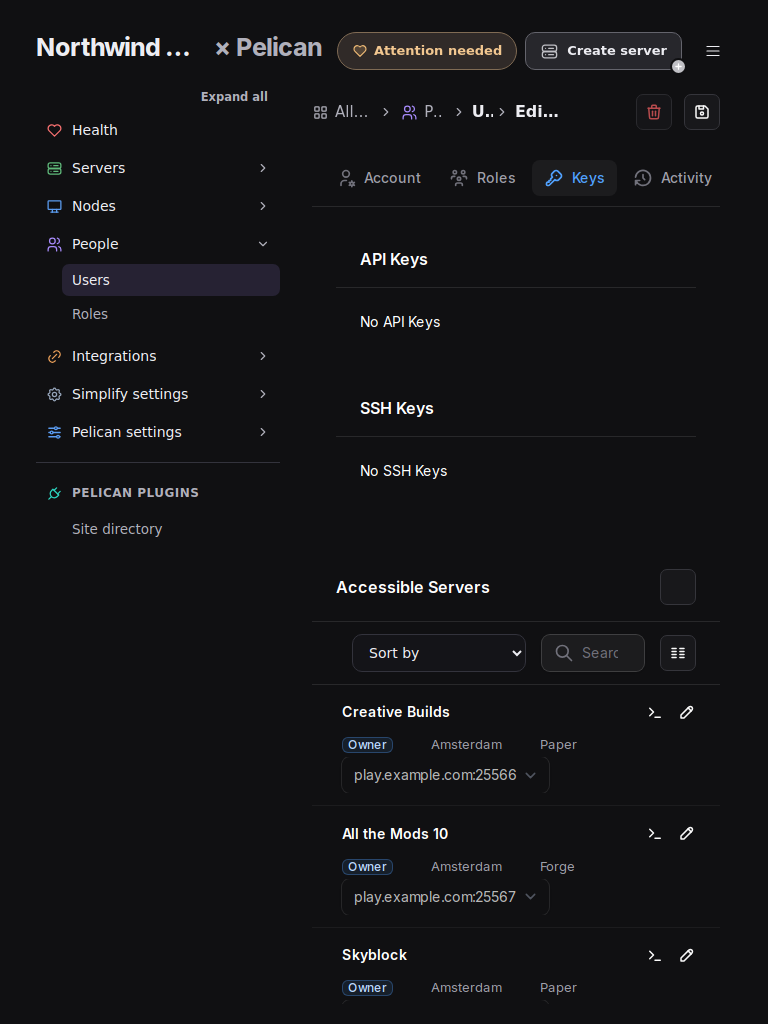 Northwind ... × Pelican
Attention needed
Create server
Expand all
Health
Servers
Nodes
People
Users
Roles
Integrations
Simplify settings
Pelican settings
PELICAN PLUGINS
Site directory
All... > P.. > U.. > Edi...
Account
Roles
Keys
Activity
API Keys
No API Keys
SSH Keys
No SSH Keys
Accessible Servers
Sort by
Searc
Creative Builds
Owner Amsterdam Paper
play.example.com:25566
All the Mods 10
Owner Amsterdam Forge
play.example.com:25567
Skyblock
Owner Amsterdam Paper